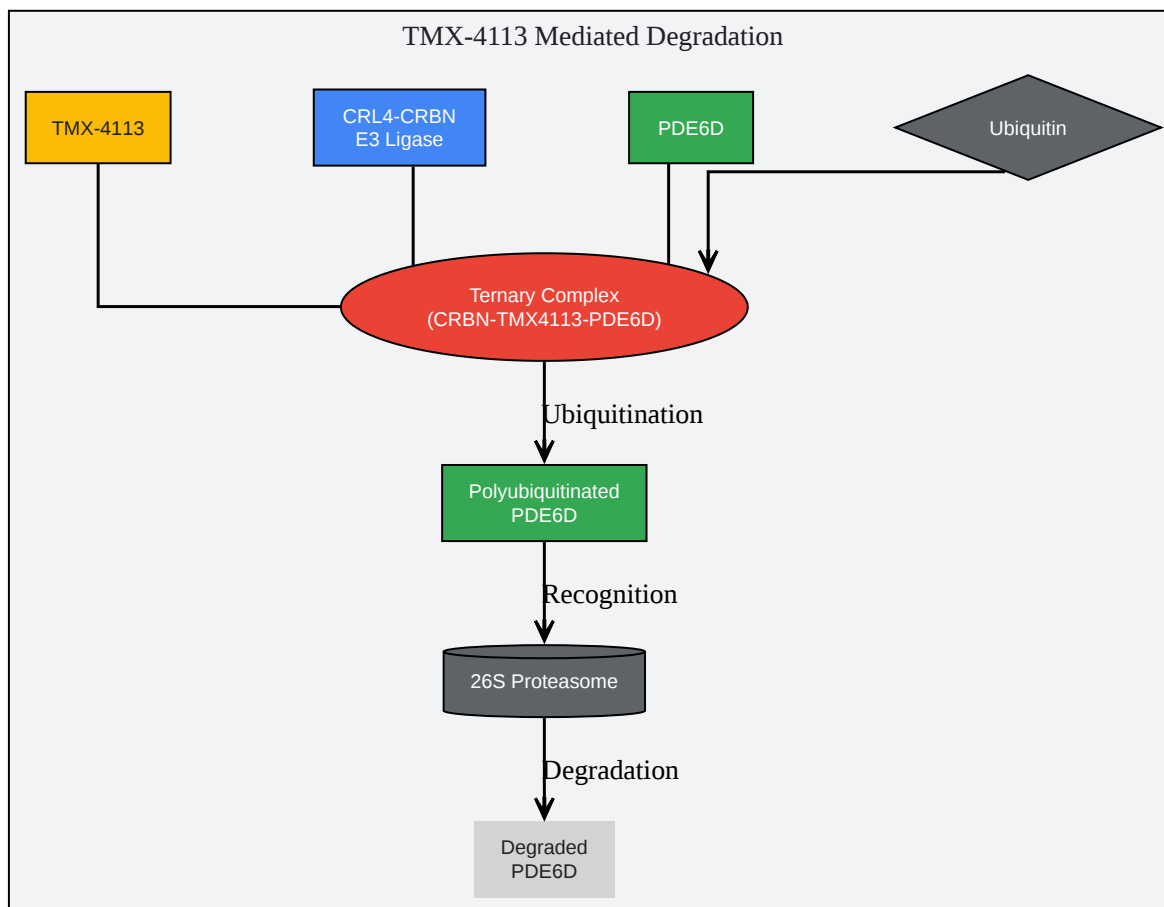 TMX-4113 Mediated Degradation
TMX-4113
CRL4-CRBN
E3 Ligase
PDE6D
Ubiquitin
Ternary Complex
(CRBN-TMX4113-PDE6D)
Ubiquitination
Polyubiquitinated
PDE6D
Recognition
26S Proteasome
Degradation
Degraded
PDE6D